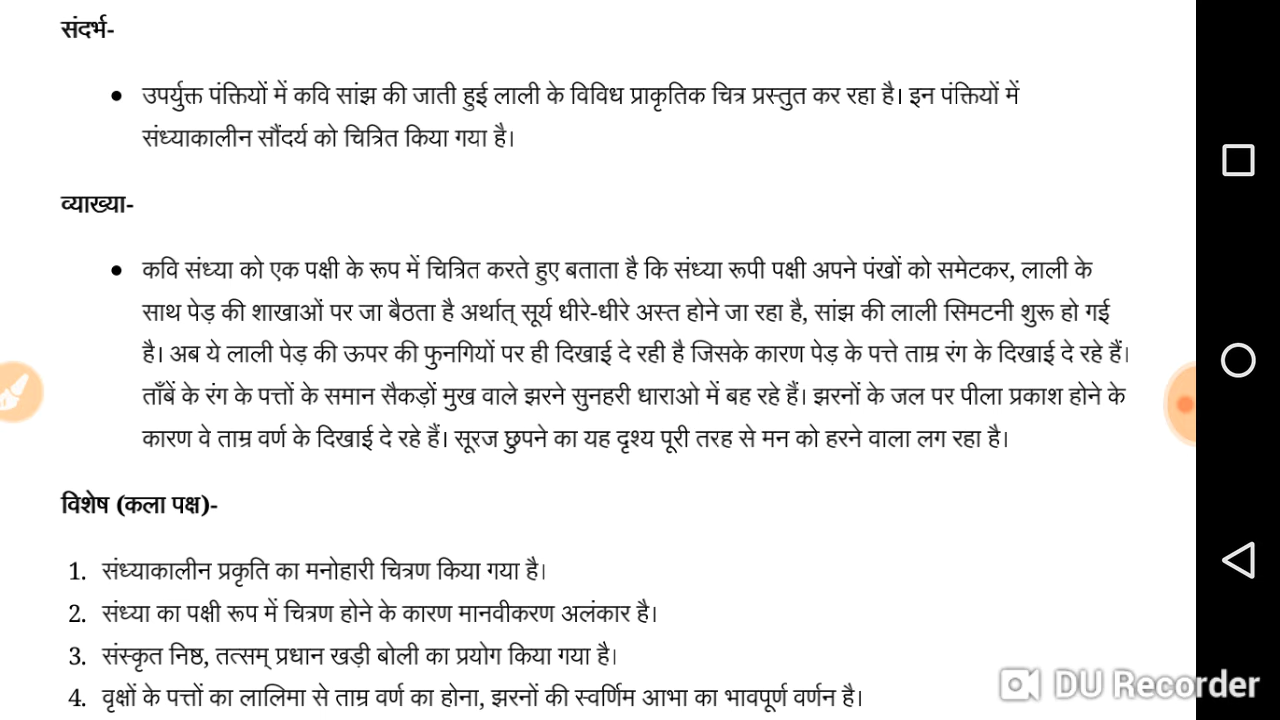 संदर्भ-
• उपर्युक्त पंक्तियों में कवि सांझ की जाती हुई लाली के विविध प्राकृतिक चित्र प्रस्तुत कर रहा है। इन पंक्तियों में
संध्याकालीन सौंदर्य को चित्रित किया गया है।
व्याख्या-
• कवि संध्या को एक पक्षी के रूप में चित्रित करते हुए बताता है कि संध्या रूपी पक्षी अपने पंखों को समेटकर, लाली के
साथ पेड़ की शाखाओं पर जा बैठता है अर्थात् सूर्य धीरे-धीरे अस्त होने जा रहा है, सांझ की लाली सिमटनी शुरू हो गई
है। अब ये लाली पेड़ की ऊपर की फुनगियों पर ही दिखाई दे रही है जिसके कारण पेड़ के पत्ते ताम्र रंग के दिखाई दे रहे हैं।
ताँबें के रंग के पत्तों के समान सैकड़ों मुख वाले झरने सुनहरी धाराओ में बह रहे हैं। झरनों के जल पर पीला प्रकाश होने के
कारण वे ताम्र वर्ण के दिखाई दे रहे हैं। सूरज छुपने का यह दृश्य पूरी तरह से मन को हरने वाला लग रहा है।
विशेष (कला पक्ष)-
1. संध्याकालीन प्रकृति का मनोहारी चित्रण किया गया है।
2. संध्या का पक्षी रूप में चित्रण होने के कारण मानवीकरण अलंकार है।
3. संस्कृत निष्ठ, तत्सम् प्रधान खड़ी बोली का प्रयोग किया गया है।
4. वृक्षों के पत्तों का लालिमा से ताम्र वर्ण का होना, झरनों की स्वर्णिम आभा का भावपूर्ण वर्णन है।
DU Recorder